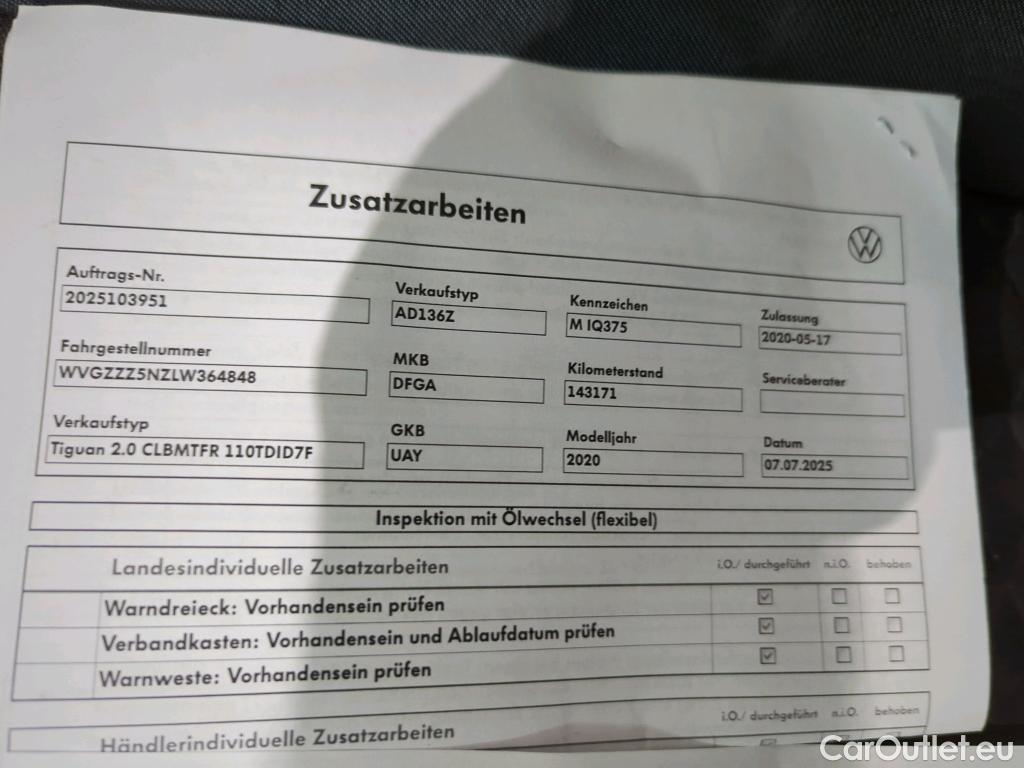 Zusatzarbeiten
Auftrags-Nr.
2025103951
Verkaufstyp
AD136Z
Kennzeichen
M IQ375
Zulassung
2020-05-17
Fahrgestellnummer
WVGZZZ5NZLW364848
MKB
DFGA
Kilometerstand
143171
Serviceberater
Verkaufstyp
Tiguan 2.0 CLBMTFR 110TDID7F
GKB
UAY
Modelljahr
2020
Datum
07.07.2025
Inspektion mit Ölwechsel (flexibel)
Landesindividuelle Zusatzarbeiten i.O./ durchgeführt n.i.O. behoben
Warndreieck: Vorhandensein prüfen
Verbandkasten: Vorhandensein und Ablaufdatum prüfen
Warnweste: Vorhandensein prüfen
Händlerindividuelle Zusatzarbeiten i.O./ durchgeführt n.i.O. behoben
CarOutlet.eu